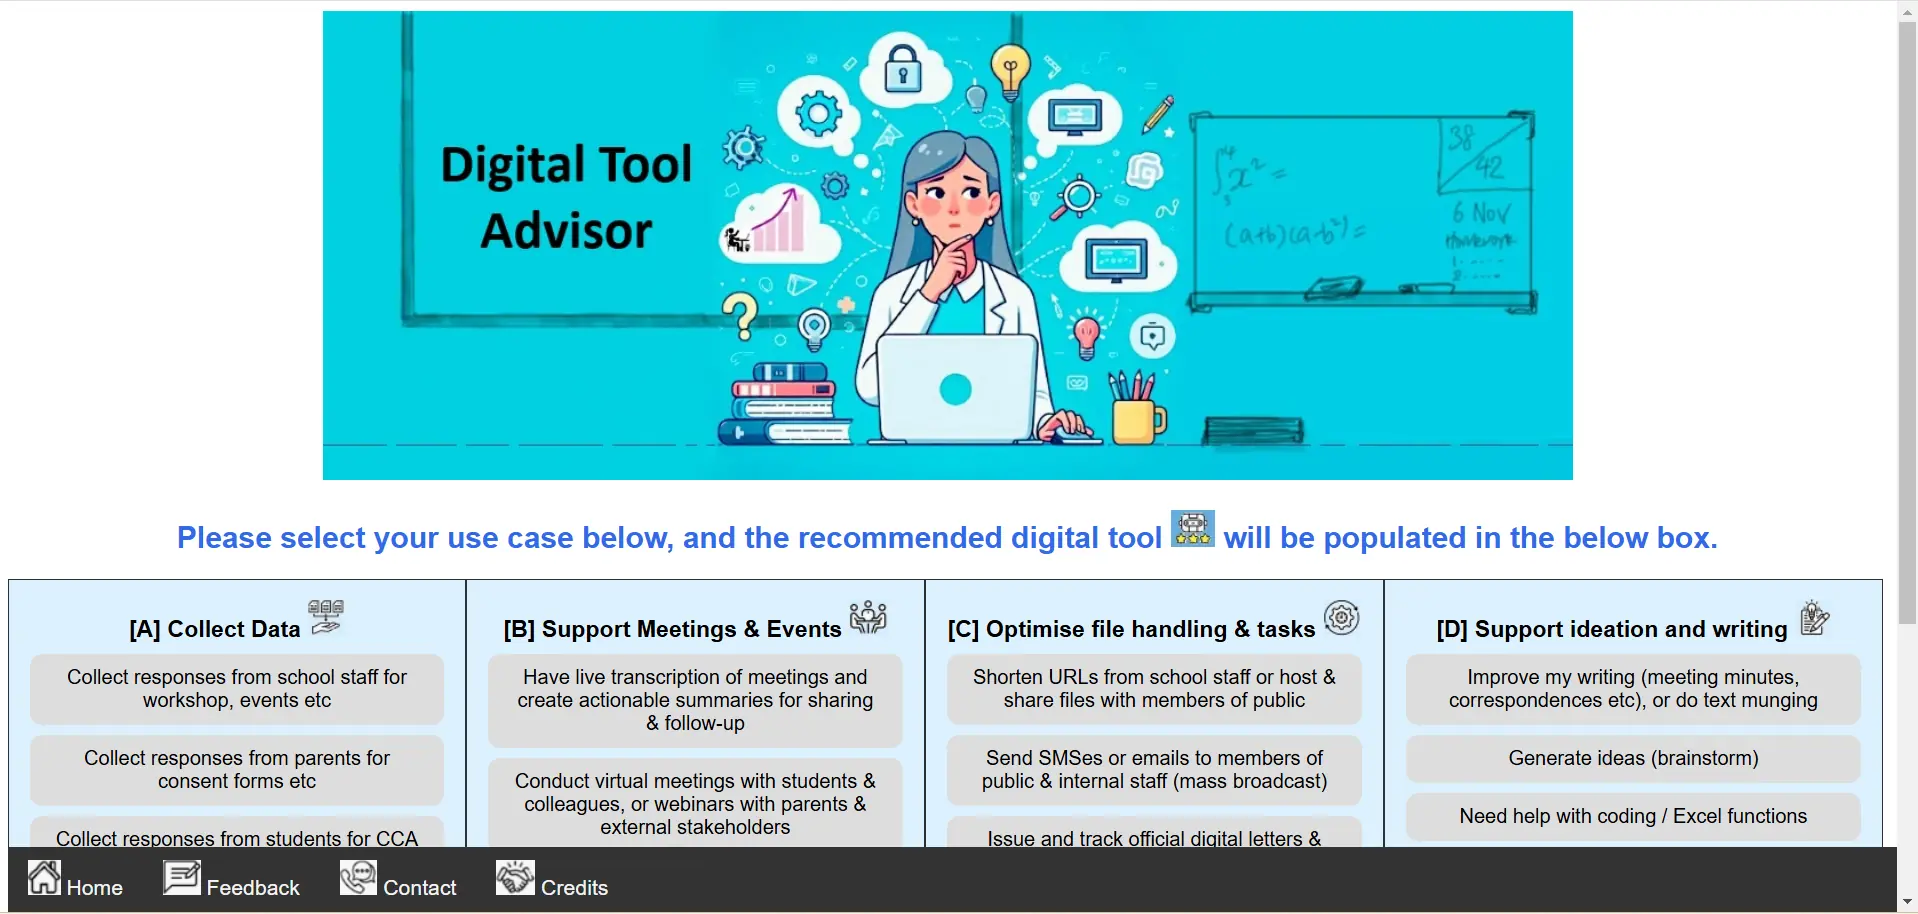 Digital Tool
Advisor
38
42
x² =
(a+b)(a-b²)=
6 Nov
Homework
1.
2.
Please select your use case below, and the recommended digital tool will be populated in the below box.
[A] Collect Data
Collect responses from school staff for
workshop, events etc
Collect responses from parents for
consent forms etc
Collect responses from students for CCA
[B] Support Meetings & Events
Have live transcription of meetings and
create actionable summaries for sharing
& follow-up
Conduct virtual meetings with students &
colleagues, or webinars with parents &
external stakeholders
[C] Optimise file handling & tasks
Shorten URLs from school staff or host &
share files with members of public
Send SMSes or emails to members of
public & internal staff (mass broadcast)
Issue and track official digital letters &
[D] Support ideation and writing
Improve my writing (meeting minutes,
correspondences etc), or do text munging
Generate ideas (brainstorm)
Need help with coding / Excel functions
Home
Feedback
Contact
Credits